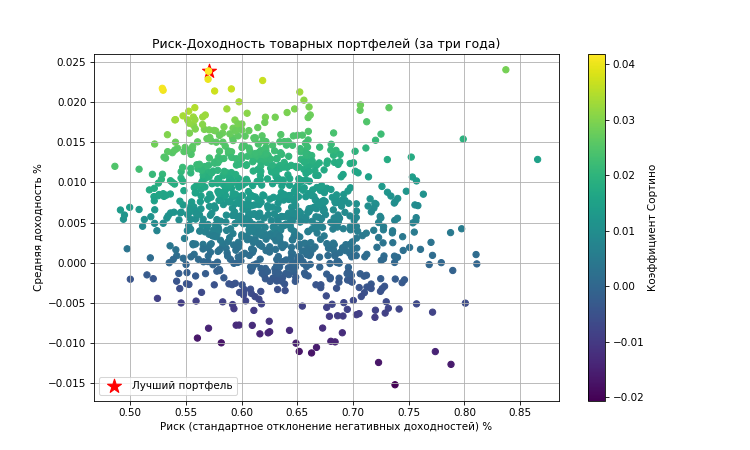 Риск-Доходность товарных портфелей (за три года)
0.025
0.020
0.015
0.010
0.005
0.000
−0.005
−0.010
−0.015
Средняя доходность %
Лучший портфель
0.50 0.55 0.60 0.65 0.70 0.75 0.80 0.85
Риск (стандартное отклонение негативных доходностей) %
0.04
0.03
0.02
0.01
0.00
−0.01
−0.02
Коэффициент Сортино